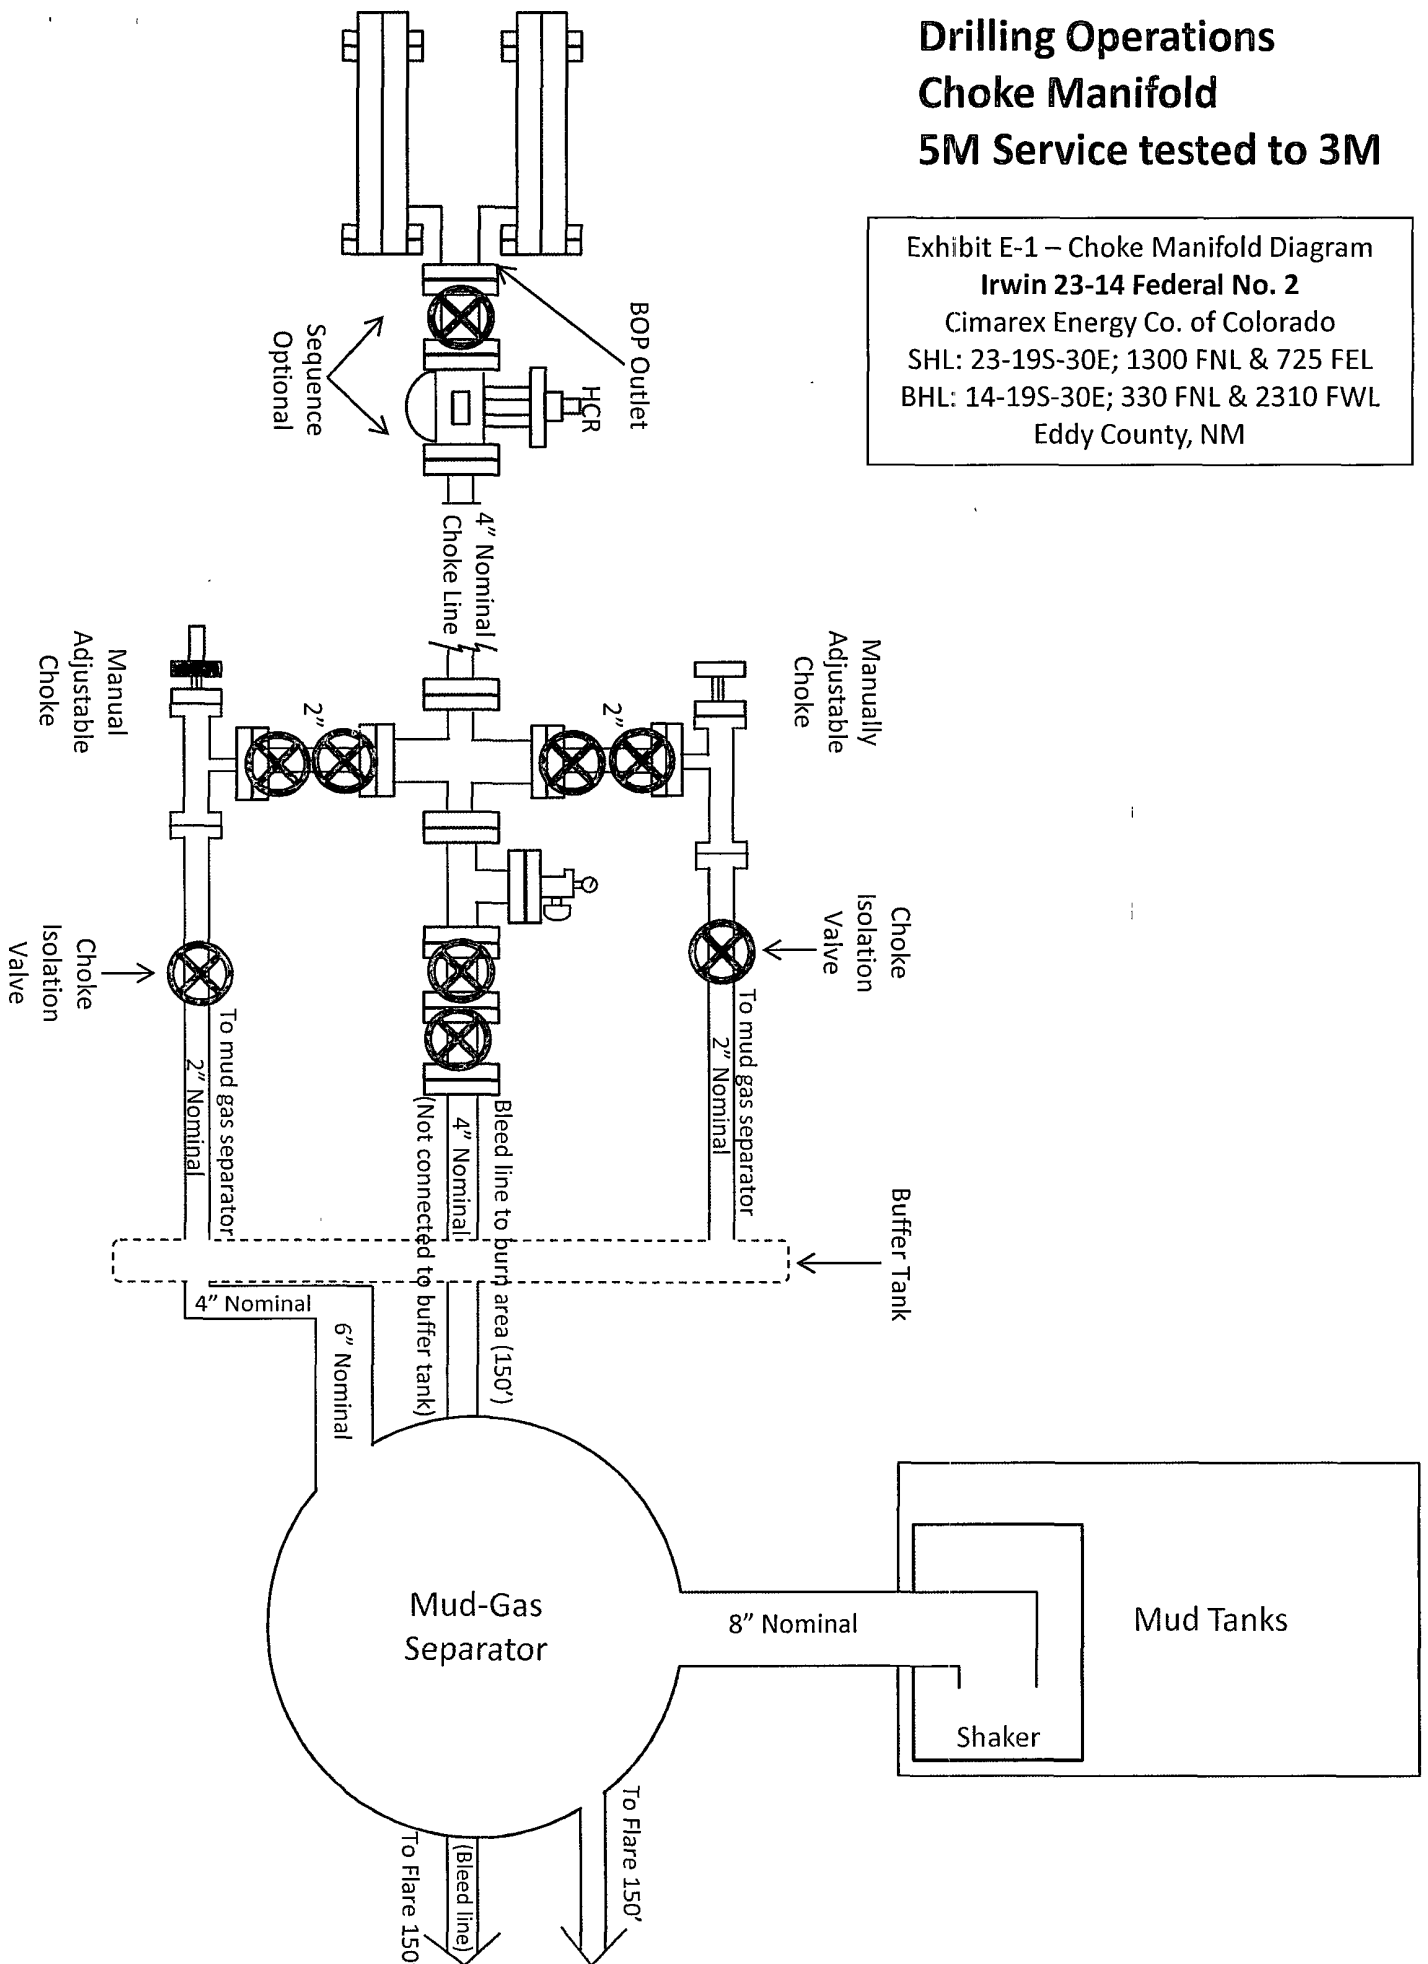 Drilling Operations
Choke Manifold
5M Service tested to 3M
Exhibit E-1 – Choke Manifold Diagram
Irwin 23-14 Federal No. 2
Cimarex Energy Co. of Colorado
SHL: 23-19S-30E; 1300 FNL & 725 FEL
BHL: 14-19S-30E; 330 FNL & 2310 FWL
Eddy County, NM
BOP Outlet
HCR
Sequence
Optional
4" Nominal
Choke Line
Manual
Adjustable
Choke
2"
2"
Manually
Adjustable
Choke
Choke
Isolation
Valve
Choke
Isolation
Valve
To mud gas separator
2" Nominal
Bleed line to burn area (150')
4" Nominal
(Not connected to buffer tank)
To mud gas separator
2" Nominal
Buffer Tank
4" Nominal
6" Nominal
Mud-Gas
Separator
8" Nominal
Mud Tanks
Shaker
To Flare 150'
(Bleed line)
To Flare 150